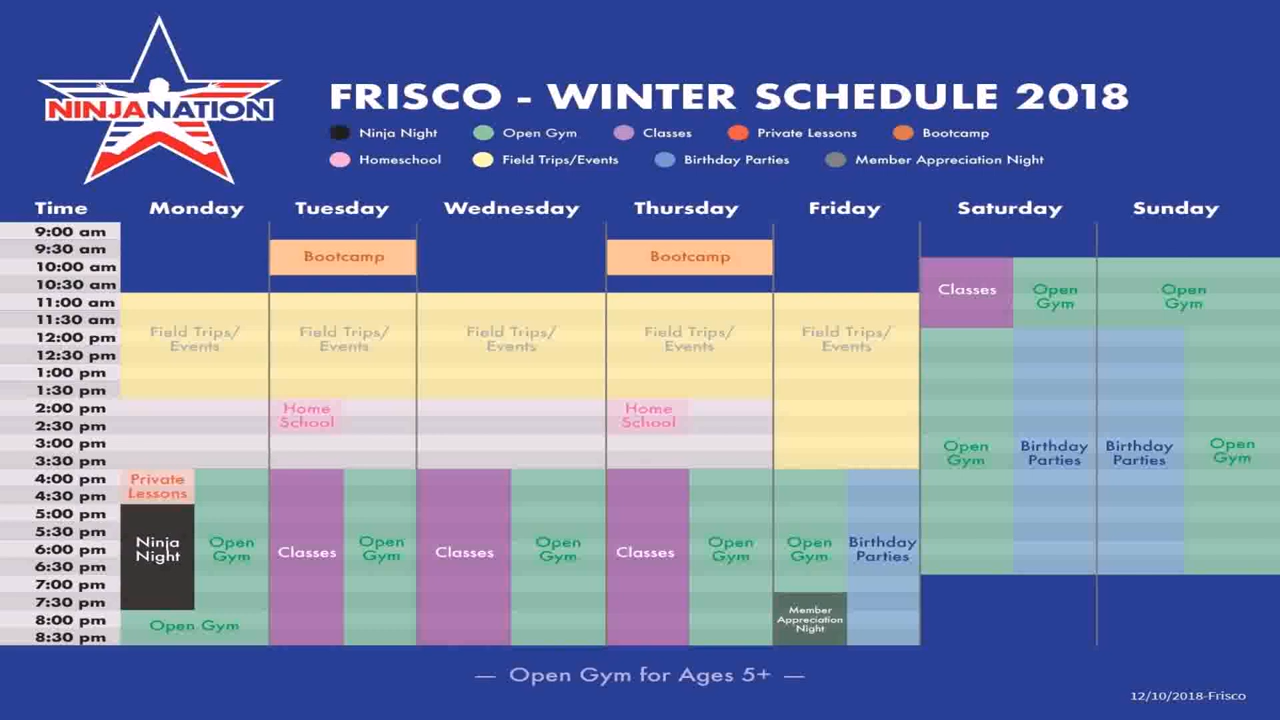 NINJANATION
FRISCO - WINTER SCHEDULE 2018
Ninja Night Open Gym Classes Private Lessons Bootcamp
Homeschool Field Trips/Events Birthday Parties Member Appreciation Night
Time Monday Tuesday Wednesday Thursday Friday Saturday Sunday
9:00 am
9:30 am
10:00 am
10:30 am
11:00 am
11:30 am
12:00 pm
12:30 pm
1:00 pm
1:30 pm
2:00 pm
2:30 pm
3:00 pm
3:30 pm
4:00 pm
4:30 pm
5:00 pm
5:30 pm
6:00 pm
6:30 pm
7:00 pm
7:30 pm
8:00 pm
8:30 pm
Field Trips/
Events
Private
Lessons
Ninja
Night
Open
Gym
Open Gym
Bootcamp
Field Trips/
Events
Home
School
Classes
Open
Gym
Field Trips/
Events
Classes
Open
Gym
Bootcamp
Field Trips/
Events
Home
School
Classes
Open
Gym
Field Trips/
Events
Open
Gym
Birthday
Parties
Member
Appreciation
Night
Classes
Open
Gym
Open
Gym
Birthday
Parties
Open
Gym
Birthday
Parties
Open
Gym
— Open Gym for Ages 5+ —
12/10/2018-Frisco